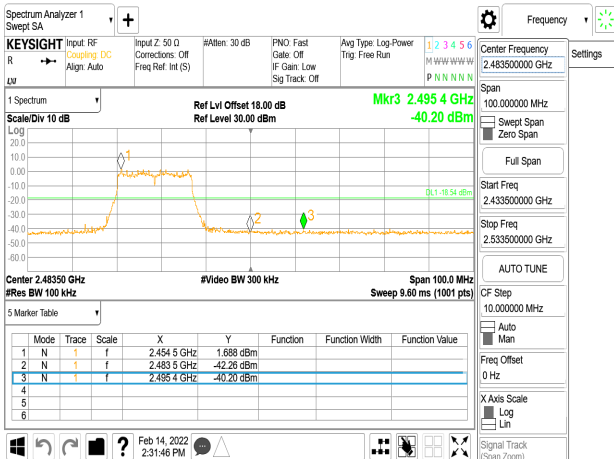 Spectrum Analyzer 1
Swept SA
Frequency
KEYSIGHT
Input: RF
Coupling: DC
Align: Auto
Input Z: 50 Ω
Corrections: Off
Freq Ref: Int (S)
#Atten: 30 dB
PNO: Fast
Gate: Off
IF Gain: Low
Sig Track: Off
Avg Type: Log-Power
Trig: Free Run
1 2 3 4 5 6
M W W W W W
P N N N N N
R
LXI
1 Spectrum
Scale/Div 10 dB
Ref Lvl Offset 18.00 dB
Ref Level 30.00 dBm
Mkr3 2.495 4 GHz
-40.20 dBm
Log
20.0
10.0
0.00
-10.0
-20.0
-30.0
-40.0
-50.0
-60.0
1
2
3
DL1 -18.54 dBm
Center 2.48350 GHz
#Res BW 100 kHz
#Video BW 300 kHz
Span 100.0 MHz
Sweep 9.60 ms (1001 pts)
5 Marker Table
Mode Trace Scale X Y Function Function Width Function Value
1 N 1 f 2.454 5 GHz 1.688 dBm
2 N 1 f 2.483 5 GHz -42.26 dBm
3 N 1 f 2.495 4 GHz -40.20 dBm
4
5
6
Feb 14, 2022
2:31:46 PM
Center Frequency
2.483500000 GHz
Settings
Span
100.000000 MHz
Swept Span
Zero Span
Full Span
Start Freq
2.433500000 GHz
Stop Freq
2.533500000 GHz
AUTO TUNE
CF Step
10.000000 MHz
Auto
Man
Freq Offset
0 Hz
X Axis Scale
Log
Lin
Signal Track
(Span Zoom)